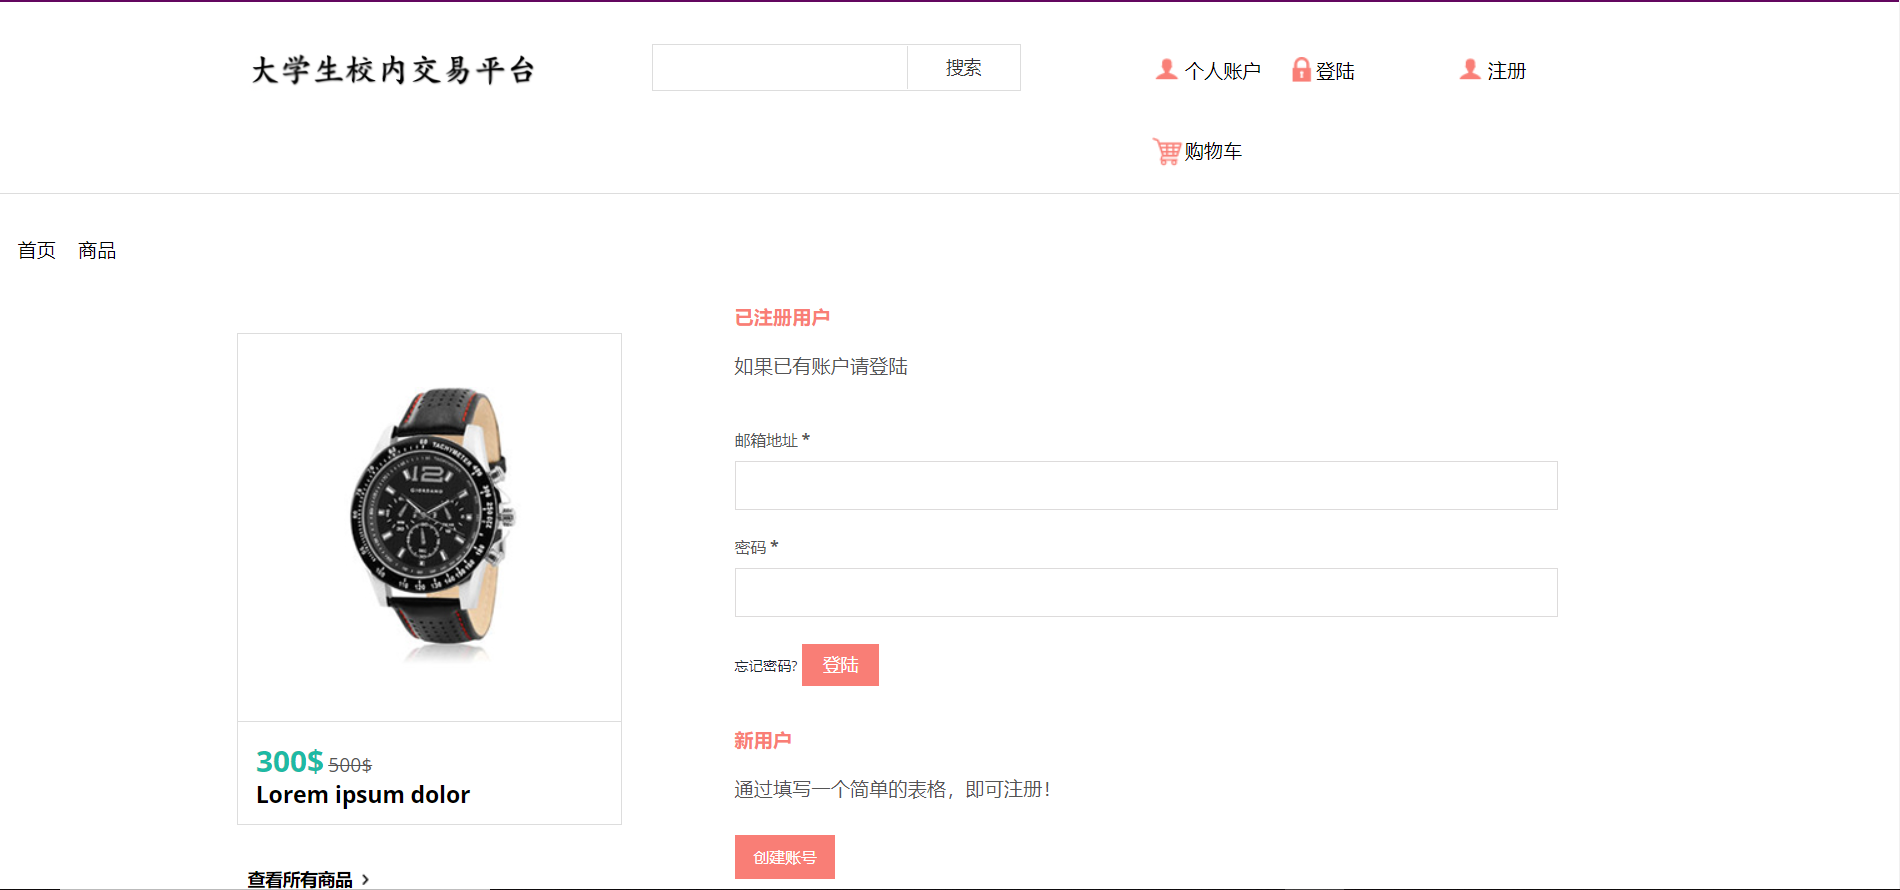 大学生校内交易平台
搜索
个人账户
登陆
注册
购物车
首页 商品
已注册用户
如果已有账户请登陆
邮箱地址 *
密码 *
忘记密码? 登陆
新用户
通过填写一个简单的表格，即可注册！
创建账号
12
GIORDANO
TACHYMETER
300$ 500$
Lorem ipsum dolor
查看所有商品 ›